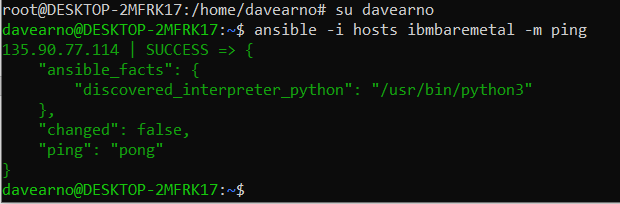 root@DESKTOP-2MFRK17:/home/davearno# su davearno
davearno@DESKTOP-2MFRK17:~$ ansible -i hosts ibmbaremetal -m ping
135.90.77.114 | SUCCESS => {
    "ansible_facts": {
        "discovered_interpreter_python": "/usr/bin/python3"
    },
    "changed": false,
    "ping": "pong"
}
davearno@DESKTOP-2MFRK17:~$